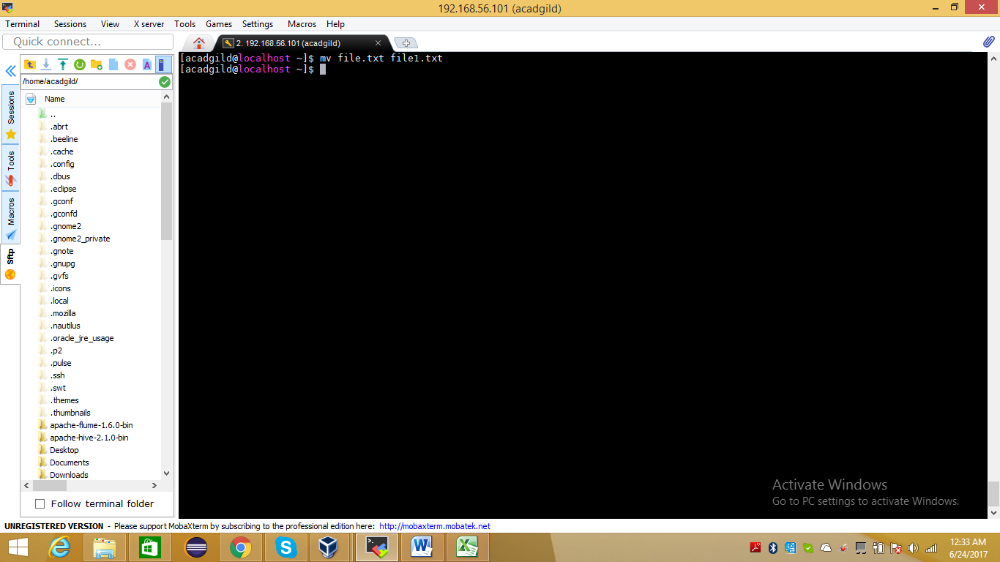 192.168.56.101 (acadgild)
Terminal Sessions View X server Tools Games Settings Macros Help
Quick connect...
2. 192.168.56.101 (acadgild)
[acadgild@localhost ~]$ mv file.txt file1.txt
[acadgild@localhost ~]$
/home/acadgild/
Name
..
.abrt
.beeline
.cache
.config
.dbus
.eclipse
.gconf
.gconfd
.gnome2
.gnome2_private
.gnote
.gnupg
.gvfs
.icons
.local
.mozilla
.nautilus
.oracle_jre_usage
.p2
.pulse
.ssh
.swt
.themes
.thumbnails
apache-flume-1.6.0-bin
apache-hive-2.1.0-bin
Desktop
Documents
Downloads
Sessions
Tools
Macros
Sftp
Follow terminal folder
Activate Windows
Go to PC settings to activate Windows.
UNREGISTERED VERSION - Please support MobaXterm by subscribing to the professional edition here: http://mobaxterm.mobatek.net
12:33 AM
6/24/2017